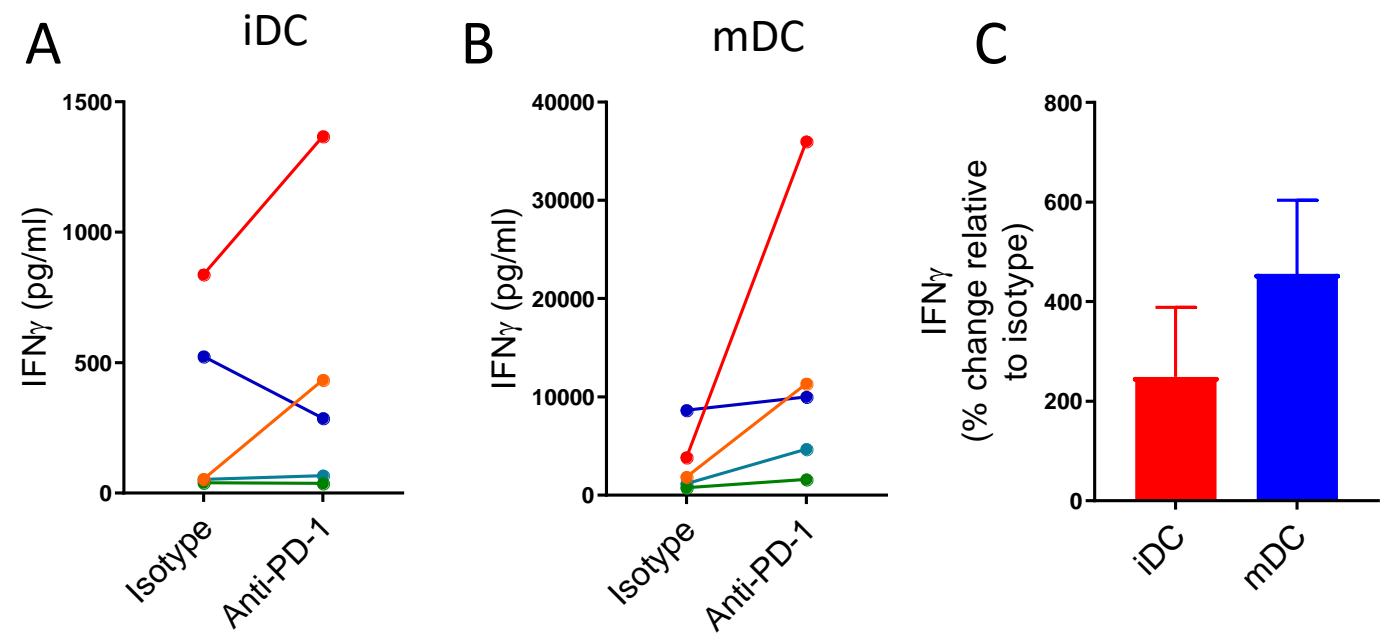 A
iDC
IFNγ (pg/ml)
1500
1000
500
0
Isotype
Anti-PD-1
B
mDC
IFNγ (pg/ml)
40000
30000
20000
10000
0
Isotype
Anti-PD-1
C
IFNγ
(% change relative
to isotype)
800
600
400
200
0
iDC
mDC